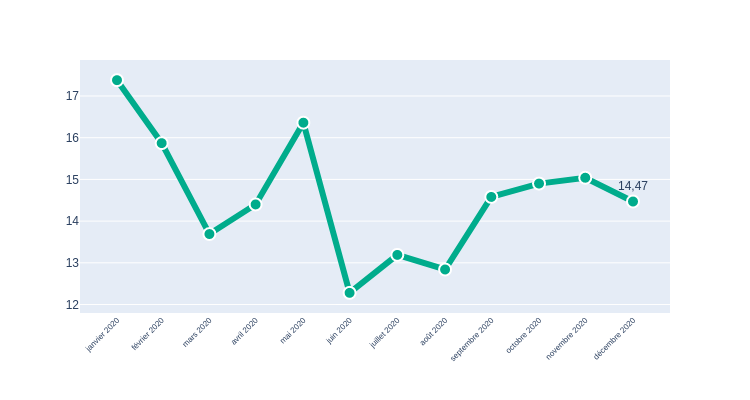 17
16
15
14
13
12
14,47
janvier 2020
février 2020
mars 2020
avril 2020
mai 2020
juin 2020
juillet 2020
août 2020
septembre 2020
octobre 2020
novembre 2020
décembre 2020